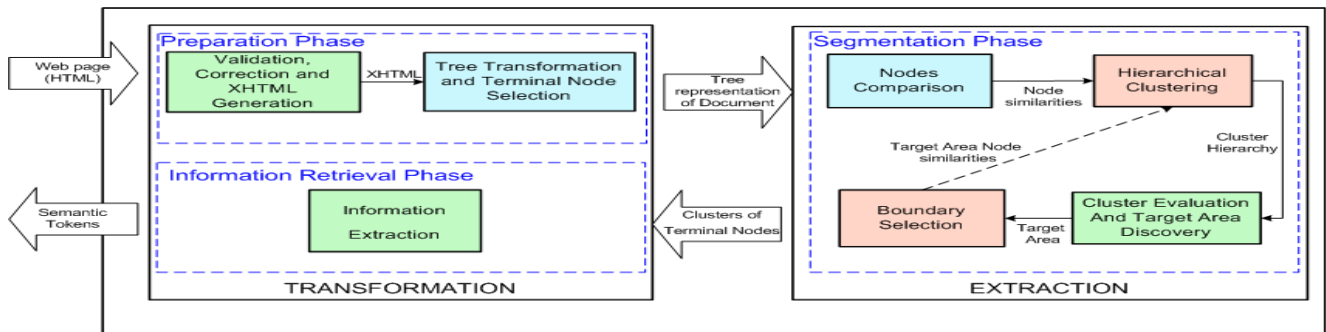 Web page
(HTML)
Preparation Phase
Validation,
Correction and
XHTML
Generation
XHTML
Tree Transformation
and Terminal Node
Selection
Tree
representation
of Document
Segmentation Phase
Nodes
Comparison
Node
similarities
Hierarchical
Clustering
Cluster
Hierarchy
Target Area Node
similarities
Cluster Evaluation
And Target Area
Discovery
Target
Area
Boundary
Selection
EXTRACTION
Clusters of
Terminal Nodes
Information Retrieval Phase
Information
Extraction
TRANSFORMATION
Semantic
Tokens